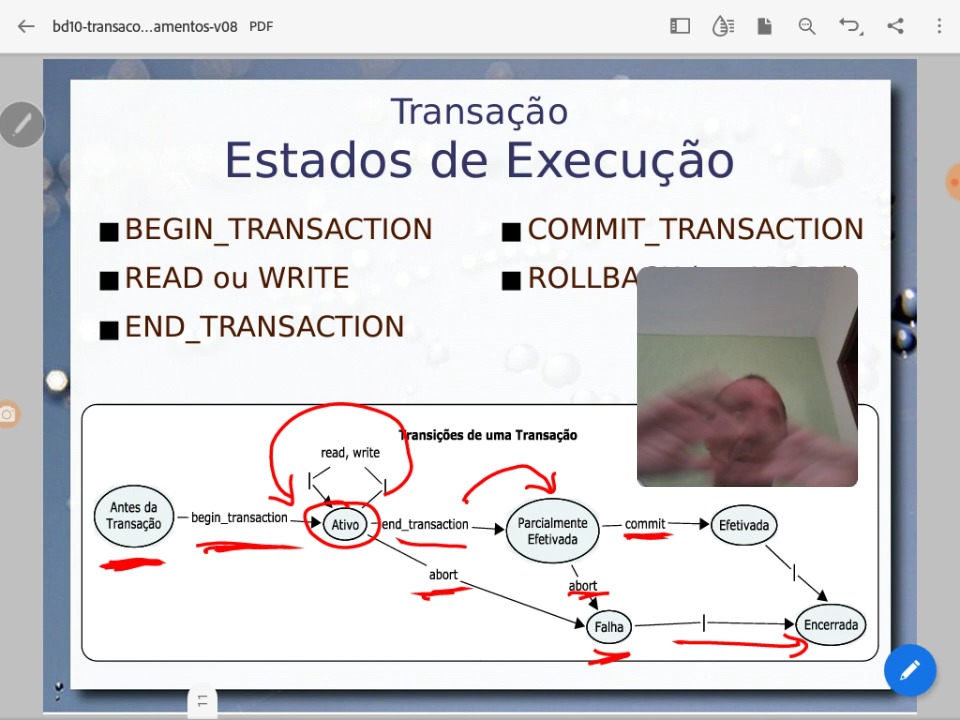 bd10-transaco...amentos-v08 PDF
Transação
Estados de Execução
BEGIN_TRANSACTION
READ ou WRITE
END_TRANSACTION
COMMIT_TRANSACTION
Transições de uma Transação
read, write
Antes da
Transação
begin_transaction
Ativo
end_transaction
Parcialmente
Efetivada
commit
Efetivada
abort
abort
Falha
Encerrada
11